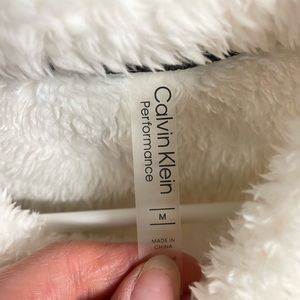 Calvin Klein
Performance
M
MADE IN
CHINA